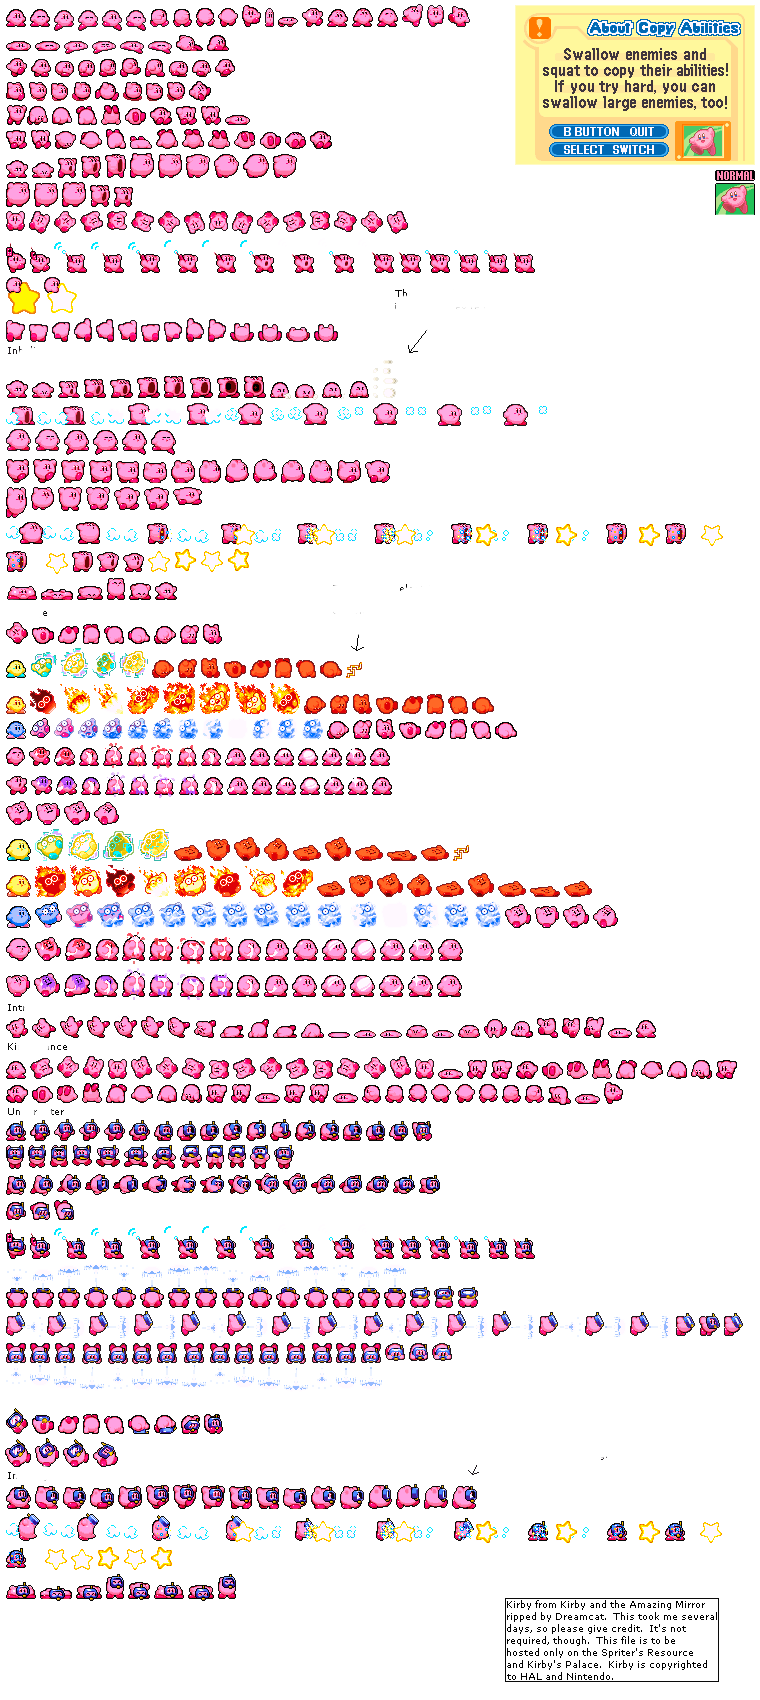 About Copy Abilities
Swallow enemies and
squat to copy their abilities!
If you try hard, you can
swallow large enemies, too!
B BUTTON QUIT
SELECT SWITCH
NORMAL
Kirby from Kirby and the Amazing Mirror
ripped by Dreamcat. This took me several
days, so please give credit. It's not
required, though. This file is to be
hosted only on the Spriter's Resource
and Kirby's Palace. Kirby is copyrighted
to HAL and Nintendo.